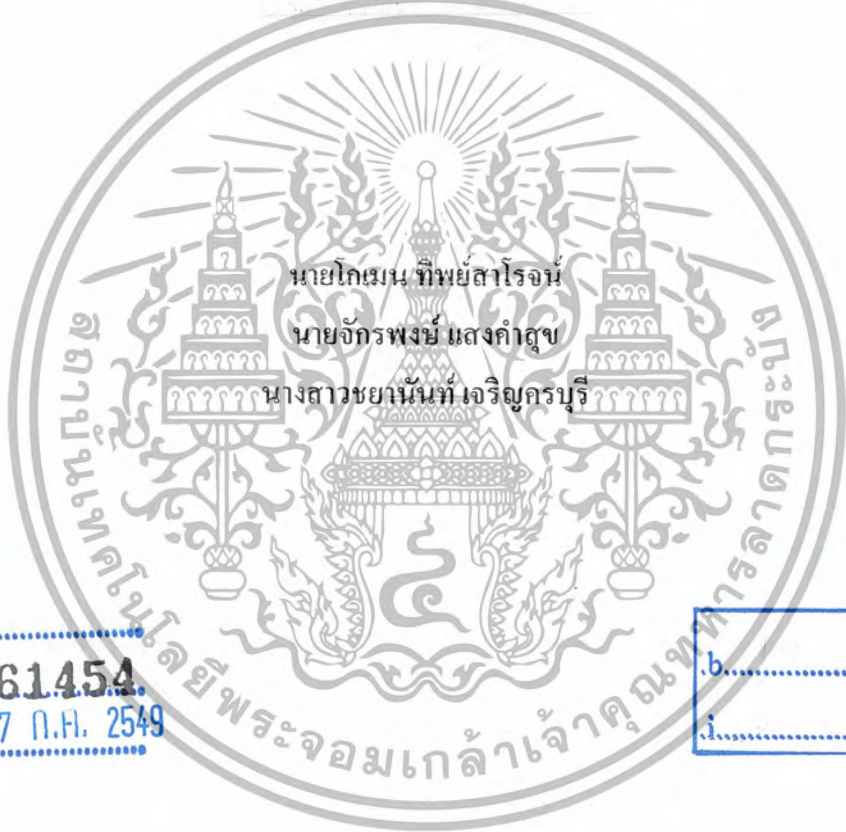 นายโกเมน ทิพย์สาโรจน์
นายจักรพงษ์ แสงคำสุข
นางสาวชยานันท์ เจริญครบุรี
สถาบันเทคโนโลยีพระจอมเกล้าเจ้าคุณทหารลาดกระบัง
61454
7 ก.ค. 2549
.b
.i